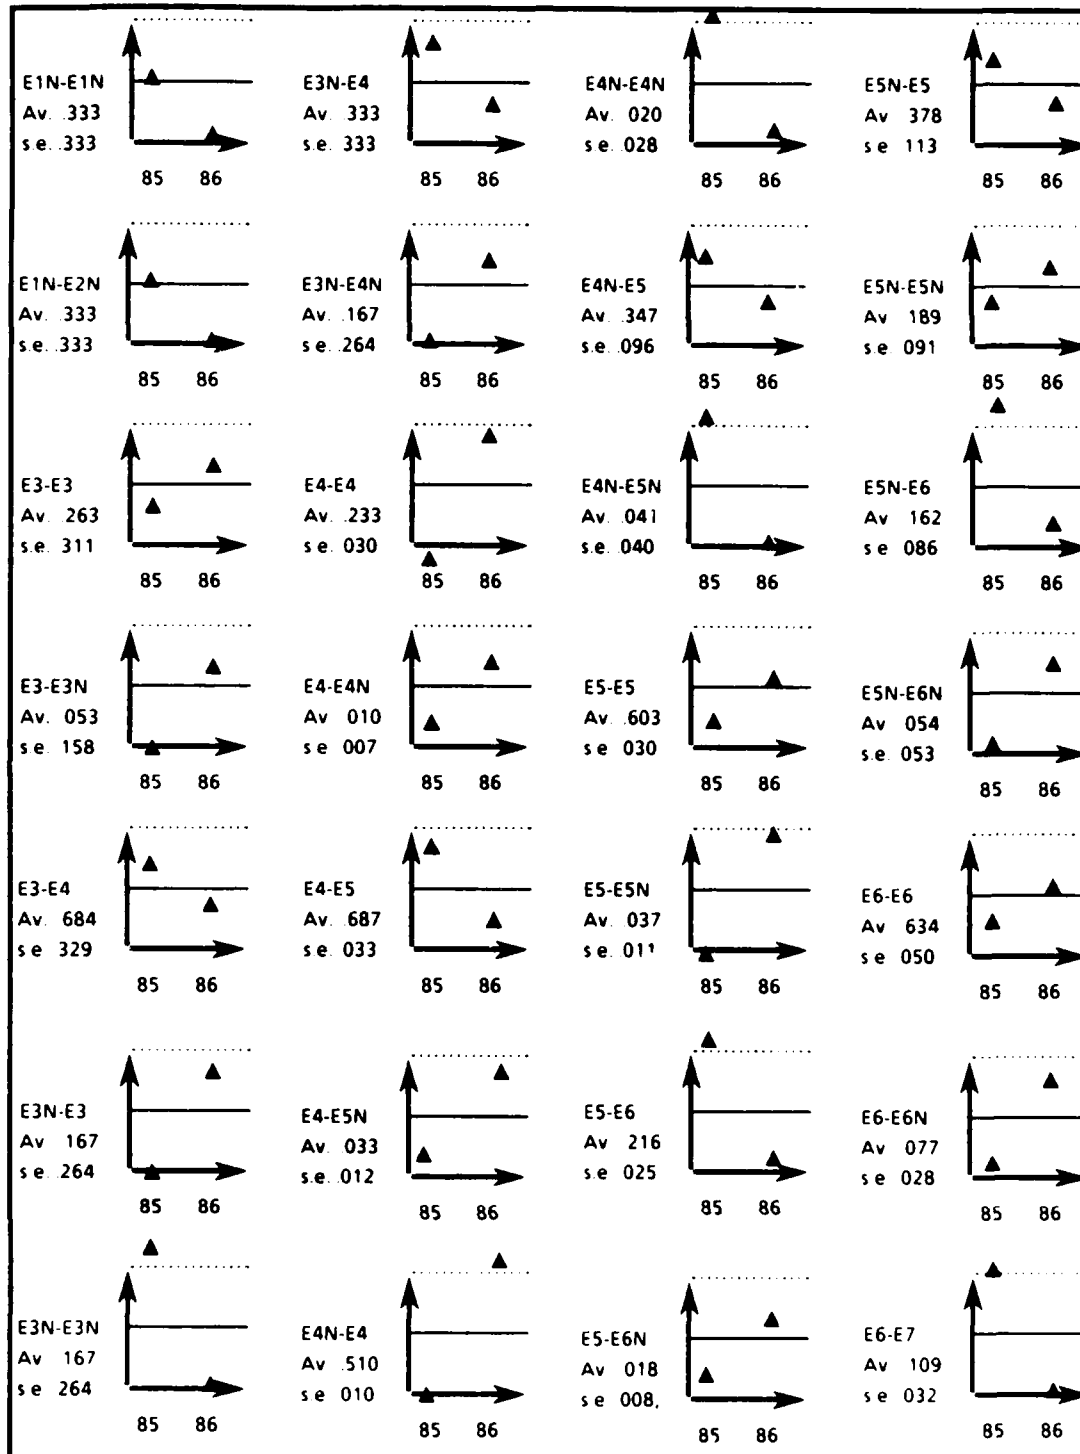 E1N-E1N
Av. .333
s.e. .333
85 86
E3N-E4
Av. .333
s.e. 333
85 86
E4N-E4N
Av. 020
s.e. .028
85 86
E5N-E5
Av 378
s e 113
85 86
E1N-E2N
Av. .333
s.e. .333
85 86
E3N-E4N
Av. .167
s e. .264
85 86
E4N-E5
Av. .347
s.e. .096
85 86
E5N-E5N
Av 189
s e 091
85 86
E3-E3
Av. .263
s.e. 311
85 86
E4-E4
Av. .233
s.e. 030
85 86
E4N-E5N
Av. .041
s.e. .040
85 86
E5N-E6
Av 162
s e 086
85 86
E3-E3N
Av. 053
s.e. 158
85 86
E4-E4N
Av 010
s e 007
85 86
E5-E5
Av. .603
s e. 030
85 86
E5N-E6N
Av 054
s.e. 053
85 86
E3-E4
Av. 684
s e 329
85 86
E4-E5
Av. .687
s e. .033
85 86
E5-E5N
Av. .037
s e. .011
85 86
E6-E6
Av 634
s e 050
85 86
E3N-E3
Av 167
s e. .264
85 86
E4-E5N
Av. .033
s.e. .012
85 86
E5-E6
Av 216
s e 025
85 86
E6-E6N
Av 077
s e 028
85 86
E3N-E3N
Av 167
s e 264
85 86
E4N-E4
Av .510
s e 010
85 86
E5-E6N
Av 018
s e 008,
85 86
E6-E7
Av 109
s e 032
85 86